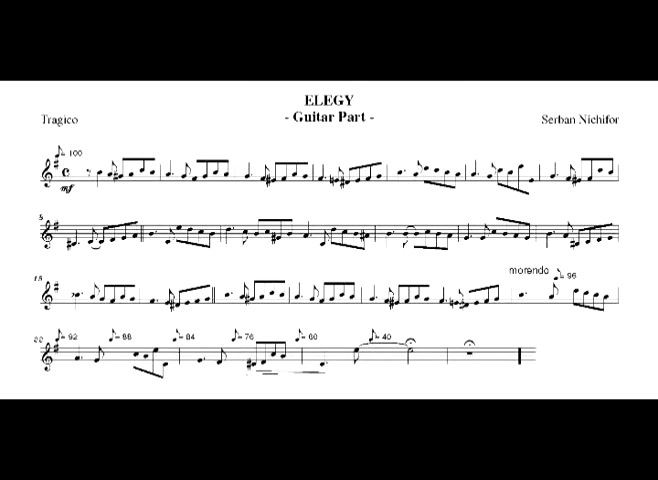 ELEGY
- Guitar Part -
Tragico
Serban Nichifor
= 100
mf
morendo = 96
= 92 = 88 = 84 = 76 = 60 = 40